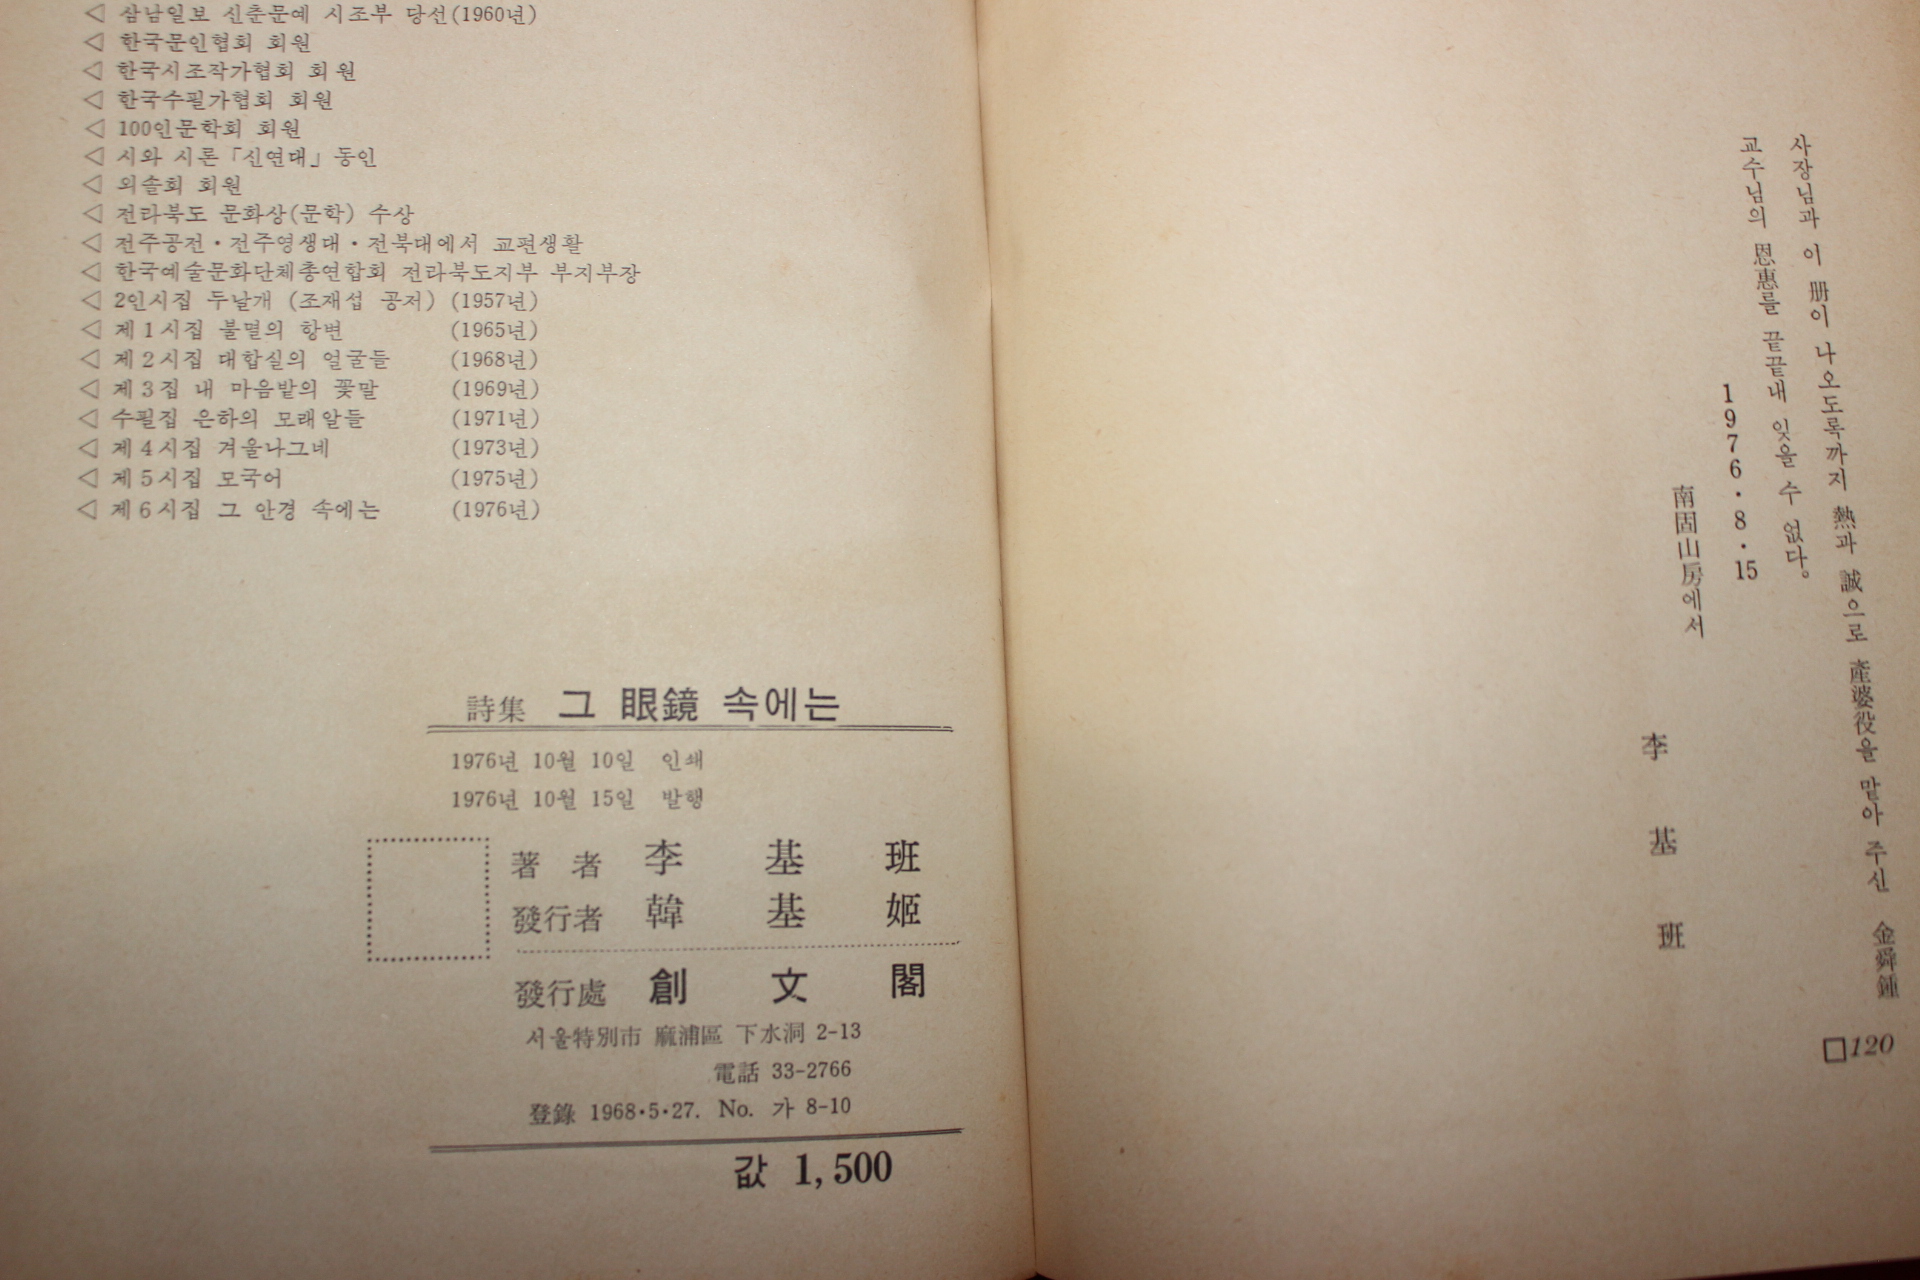 ◁ 삼남일보 신춘문예 시조부 당선(1960년)
◁ 한국문인협회 회원
◁ 한국시조작가협회 회원
◁ 한국수필가협회 회원
◁ 100인문학회 회원
◁ 시와 시론 「신연대」 동인
◁ 외솔회 회원
◁ 전라북도 문화상(문학) 수상
◁ 전주공전・전주영생대・전북대에서 교편생활
◁ 한국예술문화단체총연합회 전라북도지부 부지부장
◁ 2인시집 두날개 (조재섭 공저) (1957년)
◁ 제1시집 불멸의 항변 (1965년)
◁ 제2시집 대합실의 얼굴들 (1968년)
◁ 제3집 내 마음밭의 꽃말 (1969년)
◁ 수필집 은하의 모래알들 (1971년)
◁ 제4시집 겨울나그네 (1973년)
◁ 제5시집 모국어 (1975년)
◁ 제6시집 그 안경 속에는 (1976년)
詩集 그 眼鏡 속에는
1976년 10월 10일 인쇄
1976년 10월 15일 발행
著者 李基班
發行者 韓基姬
發行處 創文閣
서울特別市 麻浦區 下水洞 2-13
電話 33-2766
登錄 1968・5・27. No. 가 8-10
값 1,500
사장님과 이 册이 나오도록까지 熱과 誠으로 產婆役을 맡아 주신 金舜鍾
교수님의 恩惠를 끝끝내 잊을 수 없다。
1976・8・15
南固山房에서
李基班
□120